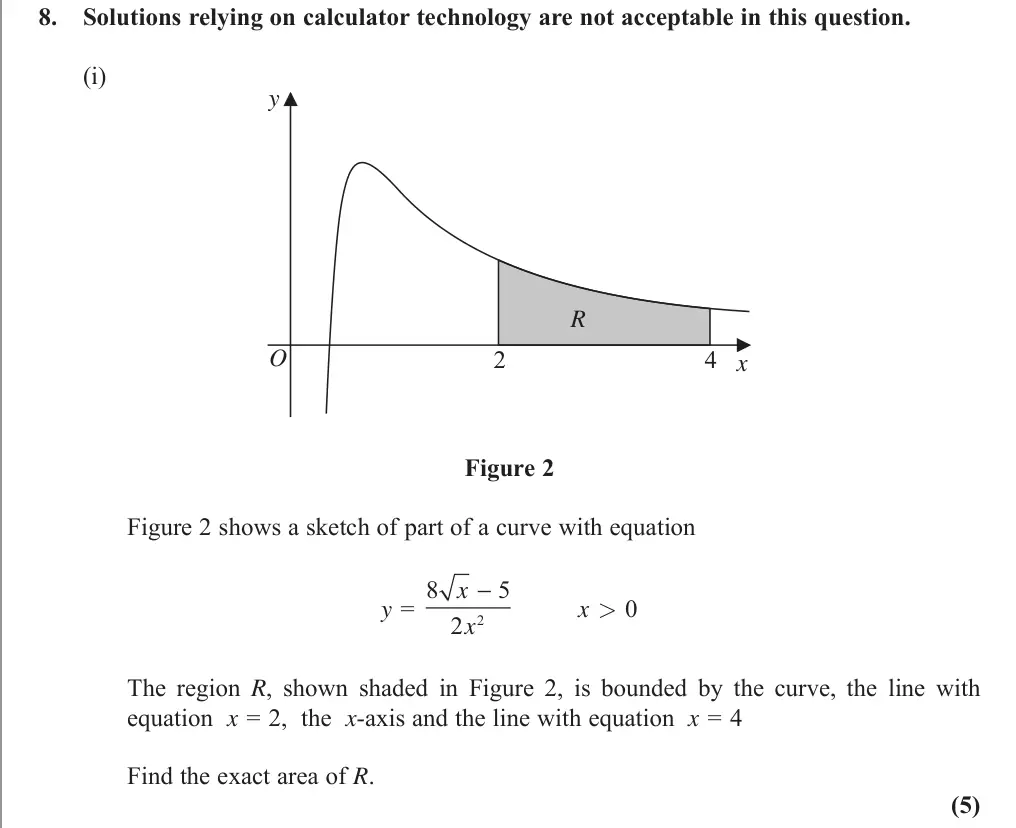 8. Solutions relying on calculator technology are not acceptable in this question.
(i)
y
R
O
2
4
x
Figure 2
Figure 2 shows a sketch of part of a curve with equation
y = (8√x – 5)/(2x²)    x > 0
The region R, shown shaded in Figure 2, is bounded by the curve, the line with
equation x = 2, the x-axis and the line with equation x = 4
Find the exact area of R.
(5)